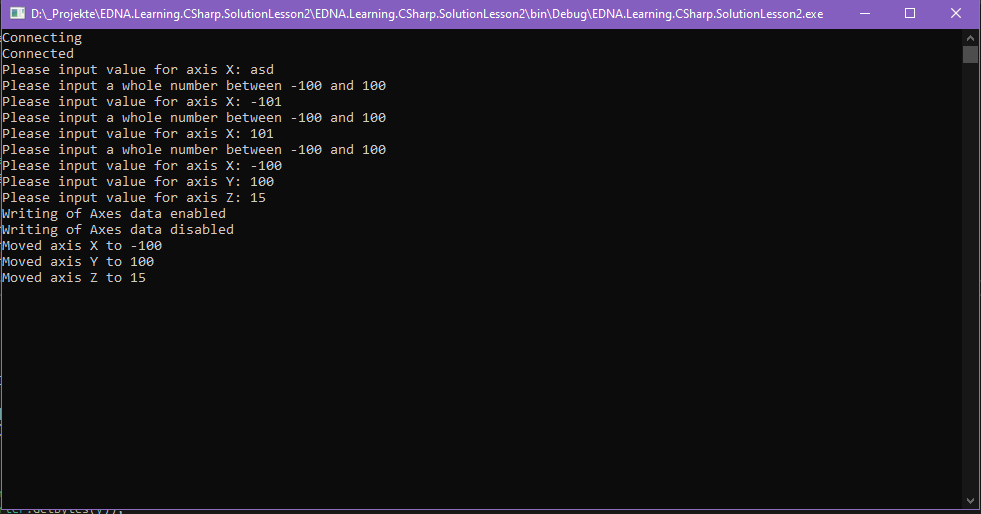 D:\_Projekte\EDNA.Learning.CSharp.SolutionLesson2\EDNA.Learning.CSharp.SolutionLesson2\bin\Debug\EDNA.Learning.CSharp.SolutionLesson2.exe
Connecting
Connected
Please input value for axis X: asd
Please input a whole number between -100 and 100
Please input value for axis X: -101
Please input a whole number between -100 and 100
Please input value for axis X: 101
Please input a whole number between -100 and 100
Please input value for axis X: -100
Please input value for axis Y: 100
Please input value for axis Z: 15
Writing of Axes data enabled
Writing of Axes data disabled
Moved axis X to -100
Moved axis Y to 100
Moved axis Z to 15